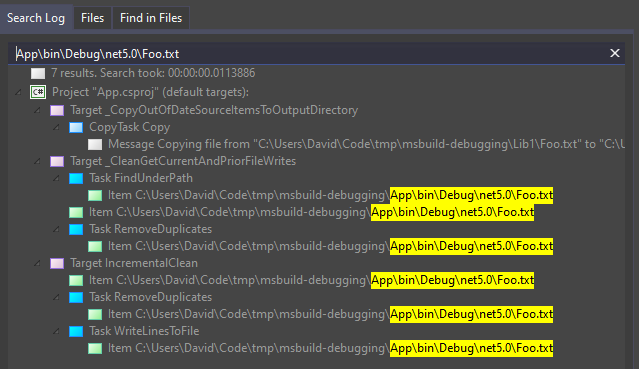 Search Log Files Find in Files
App\bin\Debug\net5.0\Foo.txt
7 results. Search took: 00:00:00.0113886
C# Project "App.csproj" (default targets):
Target _CopyOutOfDateSourceItemsToOutputDirectory
CopyTask Copy
Message Copying file from "C:\Users\David\Code\tmp\msbuild-debugging\Lib1\Foo.txt" to "C:\U
Target _CleanGetCurrentAndPriorFileWrites
Task FindUnderPath
Item C:\Users\David\Code\tmp\msbuild-debugging\App\bin\Debug\net5.0\Foo.txt
Item C:\Users\David\Code\tmp\msbuild-debugging\App\bin\Debug\net5.0\Foo.txt
Task RemoveDuplicates
Item C:\Users\David\Code\tmp\msbuild-debugging\App\bin\Debug\net5.0\Foo.txt
Target IncrementalClean
Item C:\Users\David\Code\tmp\msbuild-debugging\App\bin\Debug\net5.0\Foo.txt
Task RemoveDuplicates
Item C:\Users\David\Code\tmp\msbuild-debugging\App\bin\Debug\net5.0\Foo.txt
Task WriteLinesToFile
Item C:\Users\David\Code\tmp\msbuild-debugging\App\bin\Debug\net5.0\Foo.txt